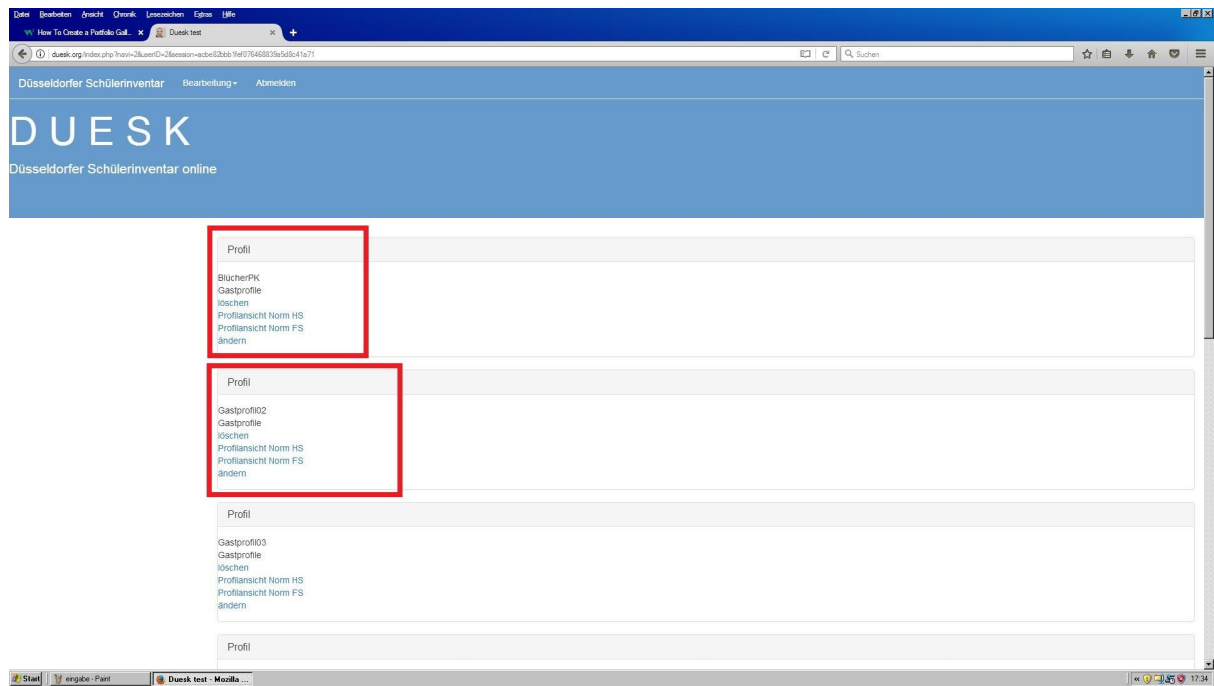 Datei Bearbeiten Ansicht Chronik Lesezeichen Extras Hilfe
How To Create a Portfolio Gall... Duesk test
duesk.org/index.php?navi=2&userID=2&session=acbe82bbb1fef076468839a5d8c41a71 Suchen
Düsseldorfer Schülerinventar Bearbeitung Abmelden
D U E S K
Düsseldorfer Schülerinventar online
Profil
BlücherPK
Gastprofile
löschen
Profilansicht Norm HS
Profilansicht Norm FS
ändern
Profil
Gastprofil02
Gastprofile
löschen
Profilansicht Norm HS
Profilansicht Norm FS
ändern
Profil
Gastprofil03
Gastprofile
löschen
Profilansicht Norm HS
Profilansicht Norm FS
ändern
Profil
Start eingabe - Paint Duesk test - Mozilla ... 17:34